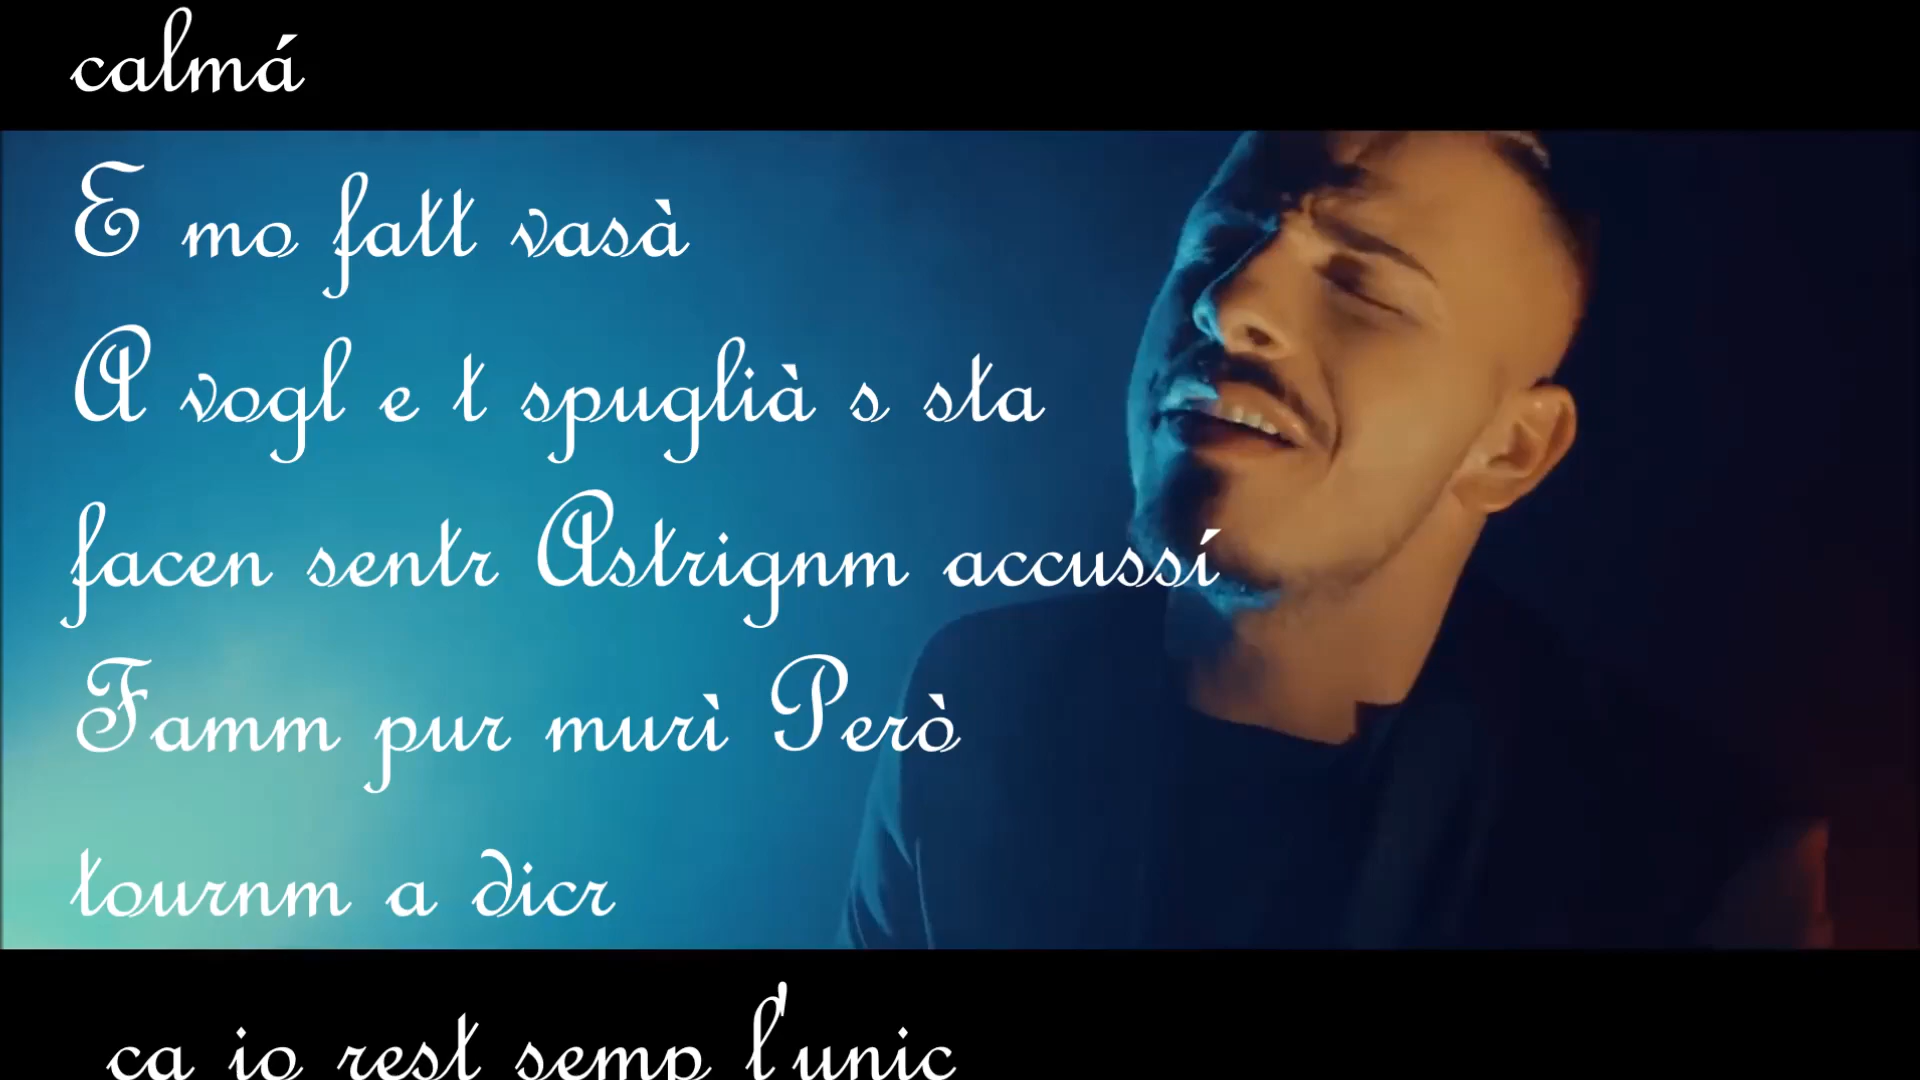 calmá
E mo fatt vasà
A vogl e t spuglià s sta
facen sentr Astrignm accussí
Famm pur murì Però
tournm a dicr
ca io rest semp l'unic